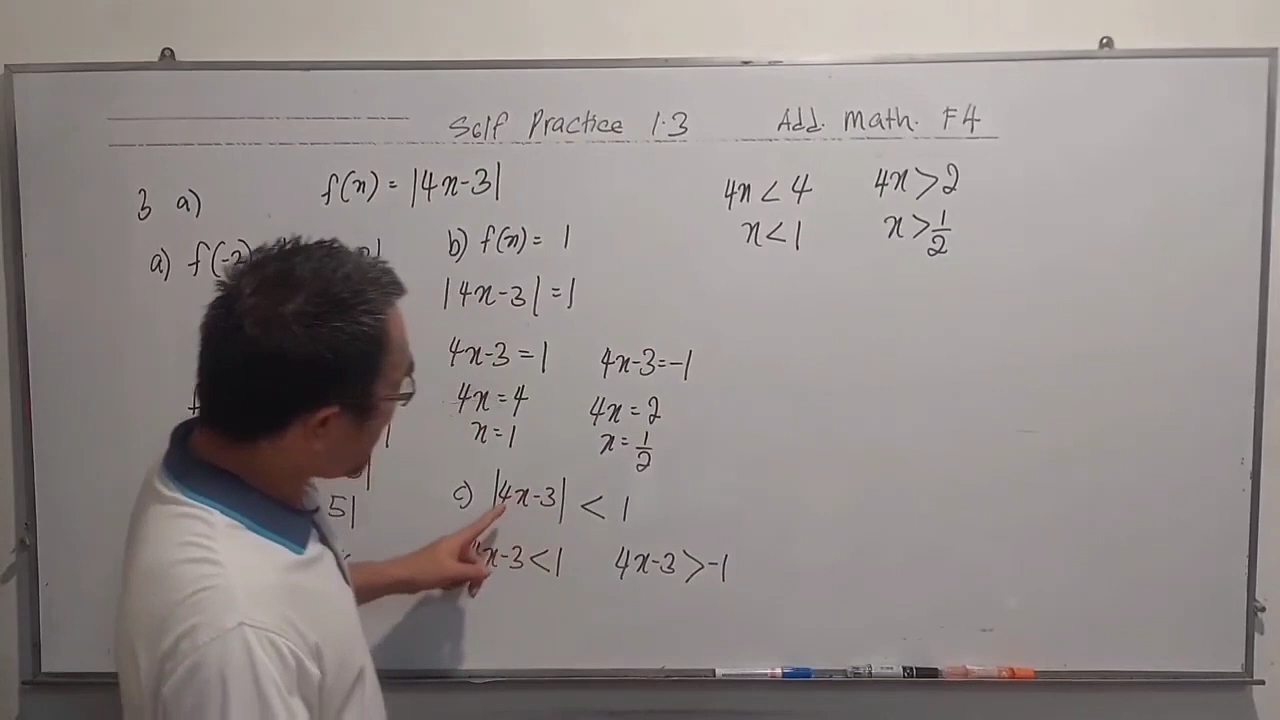 Self Practice 1.3 Add. Math. F4
3 a) f(x) = |4x-3|
a) f(-2)
5|
b) f(x) = 1
|4x-3| = 1
4x-3 = 1 4x-3 = -1
4x = 4 4x = 2
x = 1 x = 1/2
c) |4x-3| < 1
x-3 < 1 4x-3 > -1
4x < 4 4x > 2
x < 1 x > 1/2